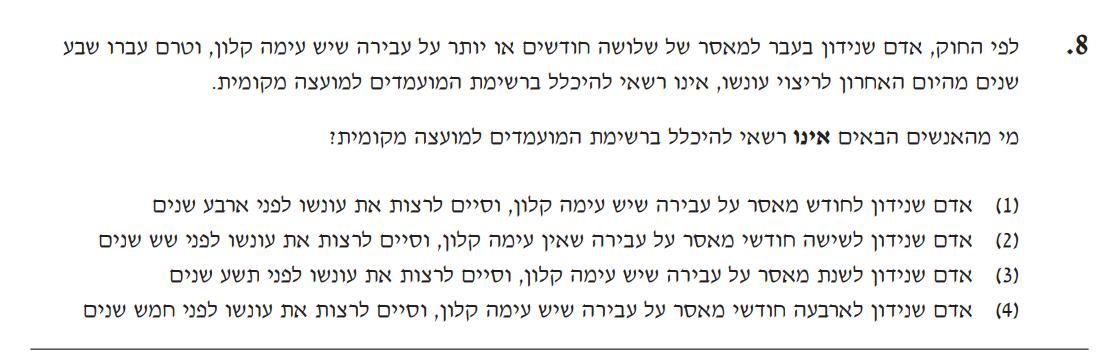 8. לפי החוק, אדם שנידון בעבר למאסר של שלושה חודשים או יותר על עבירה שיש עימה קלון, וטרם עברו שבע
שנים מהיום האחרון לריצוי עונשו, אינו רשאי להיכלל ברשימת המועמדים למועצה מקומית.
מי מהאנשים הבאים אינו רשאי להיכלל ברשימת המועמדים למועצה מקומית?
(1) אדם שנידון לחודש מאסר על עבירה שיש עימה קלון, וסיים לרצות את עונשו לפני ארבע שנים
(2) אדם שנידון לשישה חודשי מאסר על עבירה שאין עימה קלון, וסיים לרצות את עונשו לפני שש שנים
(3) אדם שנידון לשנת מאסר על עבירה שיש עימה קלון, וסיים לרצות את עונשו לפני תשע שנים
(4) אדם שנידון לארבעה חודשי מאסר על עבירה שיש עימה קלון, וסיים לרצות את עונשו לפני חמש שנים